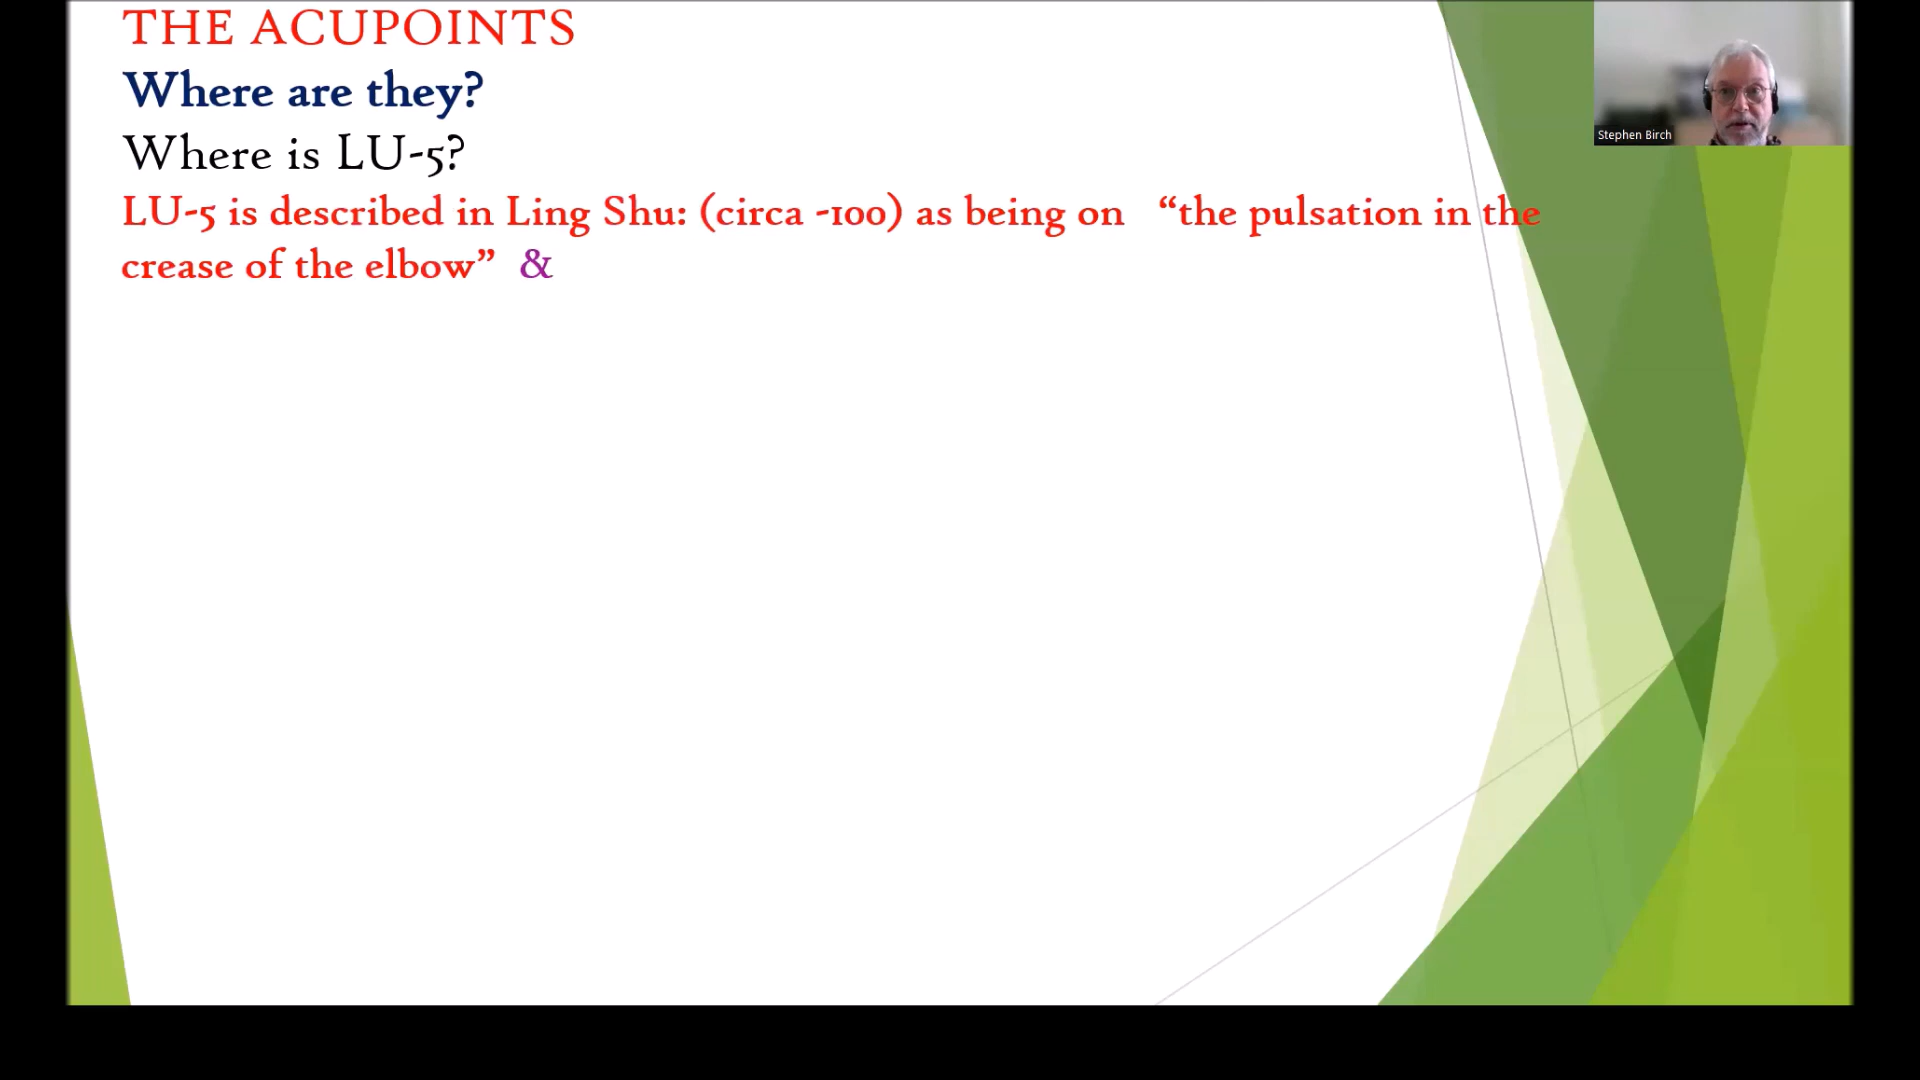 THE ACUPOINTS
Where are they?
Where is LU-5?
LU-5 is described in Ling Shu: (circa -100) as being on “the pulsation in the
crease of the elbow” &
Stephen Birch